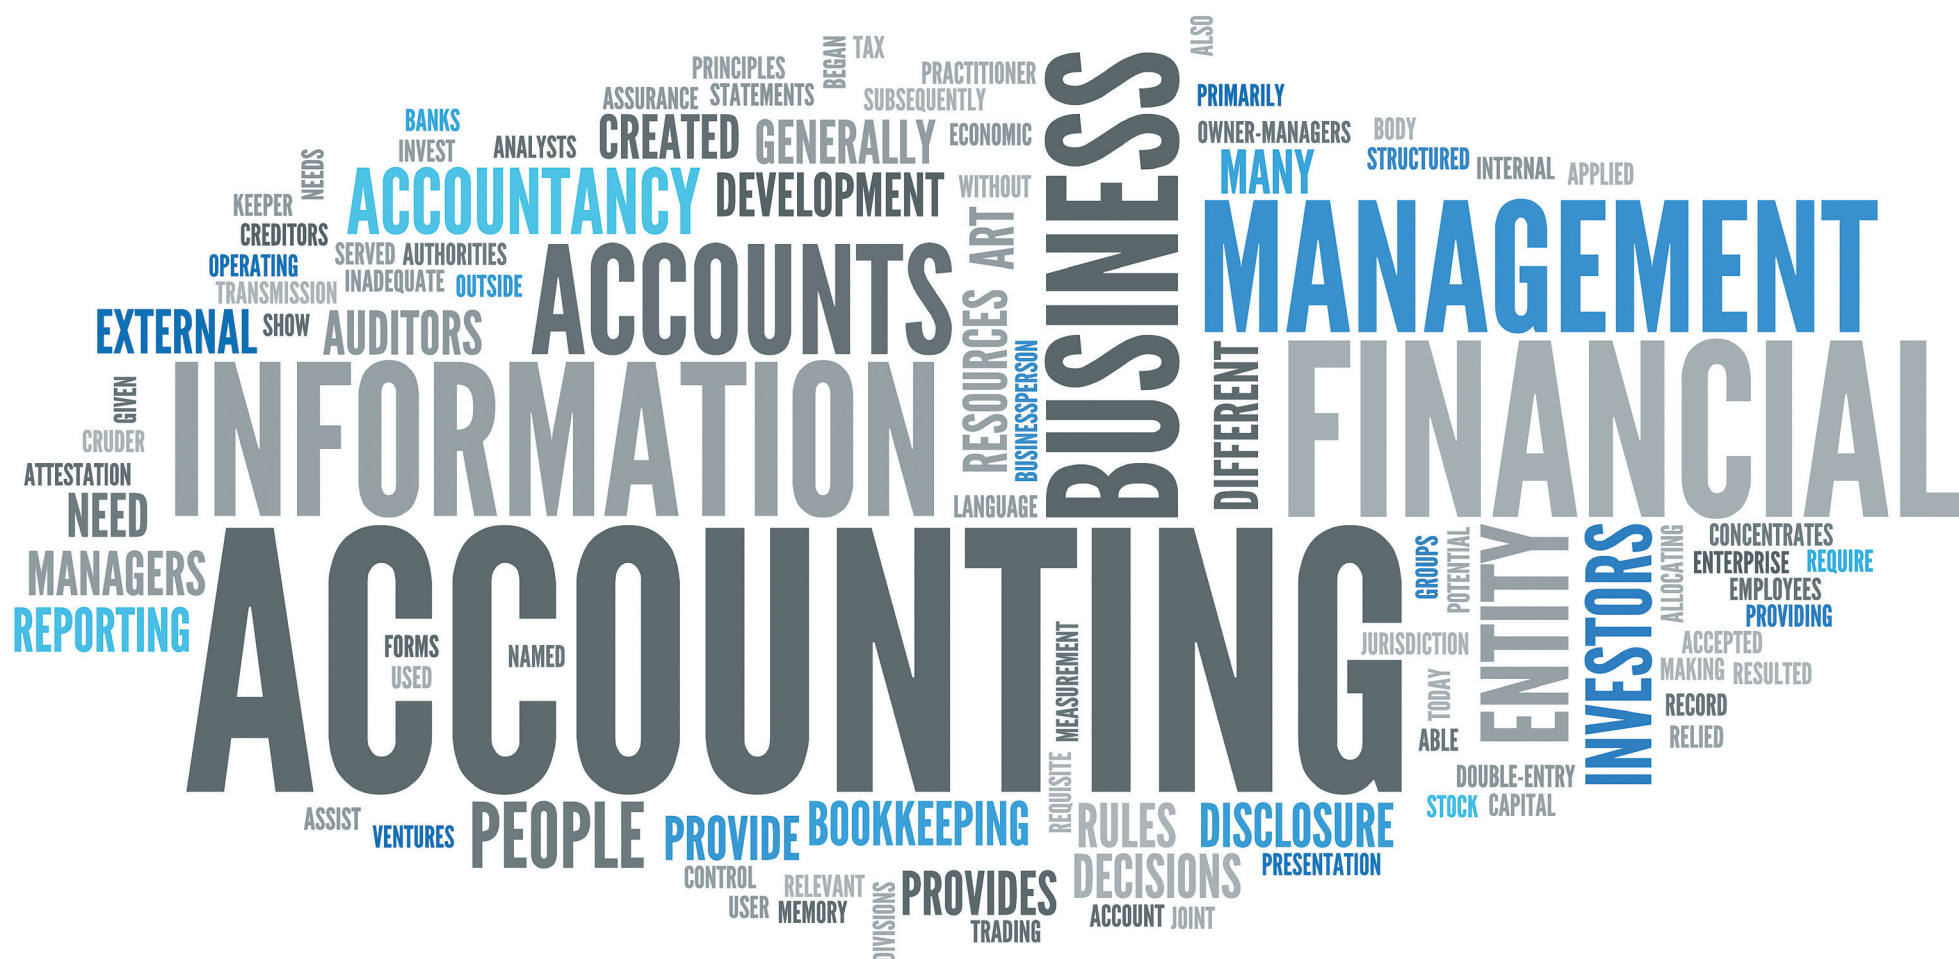 ALSO
BEGAN
TAX
PRINCIPLES
PRACTITIONER
ASSURANCE
STATEMENTS
SUBSEQUENTLY
PRIMARILY
BUSINESS
BANKS
INVEST
ANALYSTS
CREATED
GENERALLY
ECONOMIC
OWNER-MANAGERS
BODY
MANY
STRUCTURED
INTERNAL
APPLIED
NEEDS
KEEPER
ACCOUNTANCY
DEVELOPMENT
WITHOUT
CREDITORS
SERVED
AUTHORITIES
ART
MANAGEMENT
OPERATING
TRANSMISSION
INADEQUATE
OUTSIDE
ACCOUNTS
EXTERNAL
SHOW
AUDITORS
RESOURCES
BUSINESSPERSON
DIFFERENT
FINANCIAL
GIVEN
CRUDER
INFORMATION
ATTESTATION
NEED
LANGUAGE
MANAGERS
REPORTING
ACCOUNTING
FORMS
USED
NAMED
MEASUREMENT
GROUPS
POTENTIAL
ENTITY
INVESTORS
ALLOCATING
CONCENTRATES
ENTERPRISE
REQUIRE
EMPLOYEES
PROVIDING
JURISDICTION
ACCEPTED
MAKING
RESULTED
TODAY
RECORD
ABLE
RELIED
DOUBLE-ENTRY
STOCK
CAPITAL
ASSIST
VENTURES
PEOPLE
PROVIDE
BOOKKEEPING
REQUISITE
RULES
DISCLOSURE
DECISIONS
PRESENTATION
CONTROL
RELEVANT
USER
MEMORY
DIVISIONS
PROVIDES
TRADING
ACCOUNT
JOINT